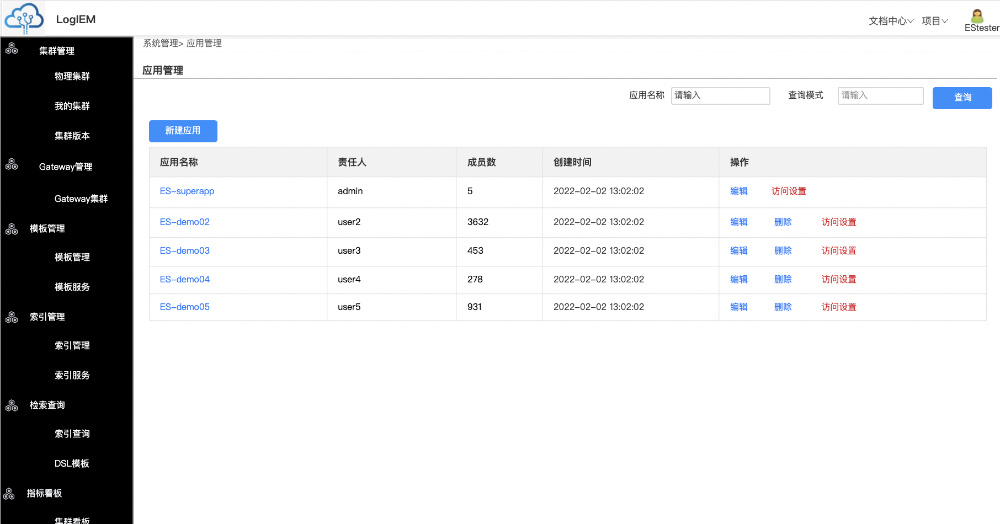 LogIEM
文档中心 项目
EStester
集群管理
物理集群
我的集群
集群版本
Gateway管理
Gateway集群
模板管理
模板管理
模板服务
索引管理
索引管理
索引服务
检索查询
索引查询
DSL模板
指标看板
集群看板
系统管理> 应用管理
应用管理
应用名称 请输入 查询模式 请输入 查询
新建应用
应用名称 责任人 成员数 创建时间 操作
ES-superapp admin 5 2022-02-02 13:02:02 编辑 访问设置
ES-demo02 user2 3632 2022-02-02 13:02:02 编辑 删除 访问设置
ES-demo03 user3 453 2022-02-02 13:02:02 编辑 删除 访问设置
ES-demo04 user4 278 2022-02-02 13:02:02 编辑 删除 访问设置
ES-demo05 user5 931 2022-02-02 13:02:02 编辑 删除 访问设置